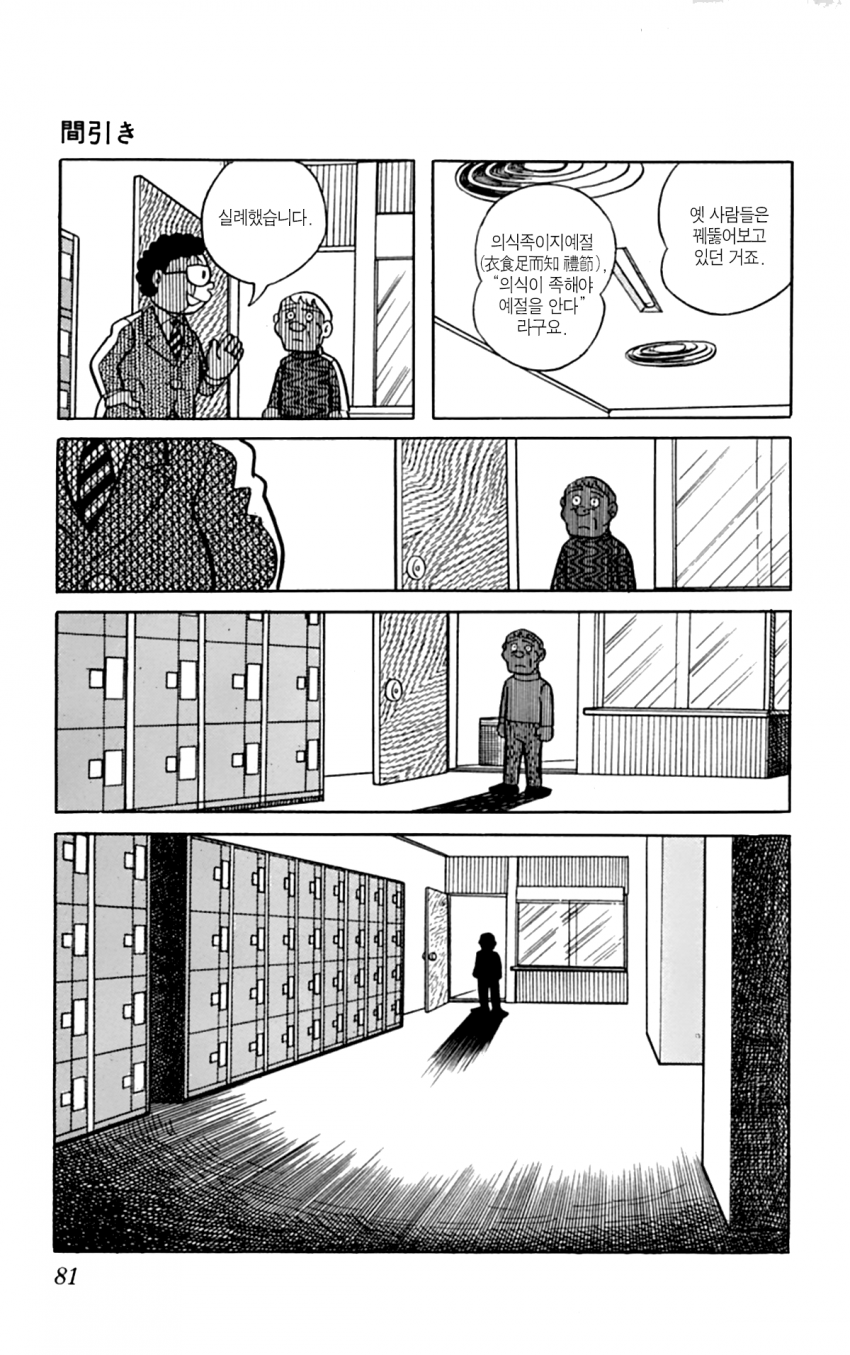 間引き
옛 사람들은
꿰뚫어보고
있던 거죠.
의식족이지예절
(衣食足而知 禮節),
“의식이 족해야
예절을 안다”
라구요.
실례했습니다.
81